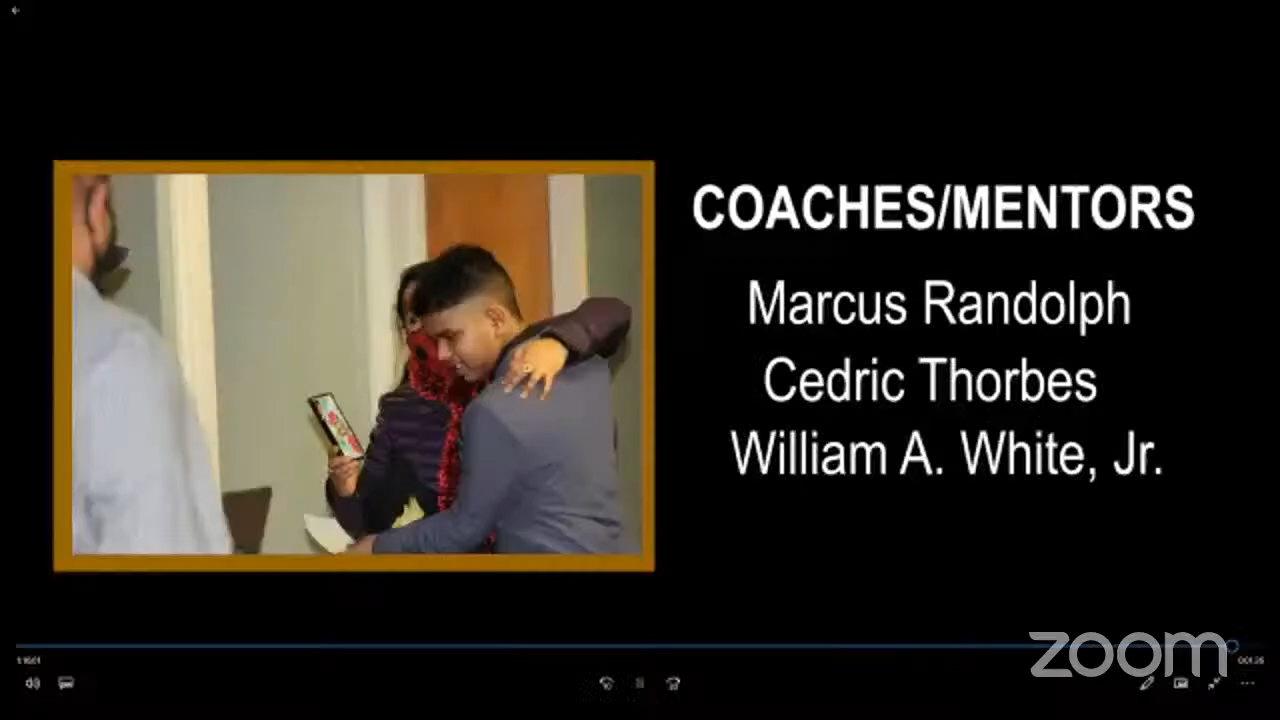 COACHES/MENTORS
Marcus Randolph
Cedric Thorbes
William A. White, Jr.
zoom